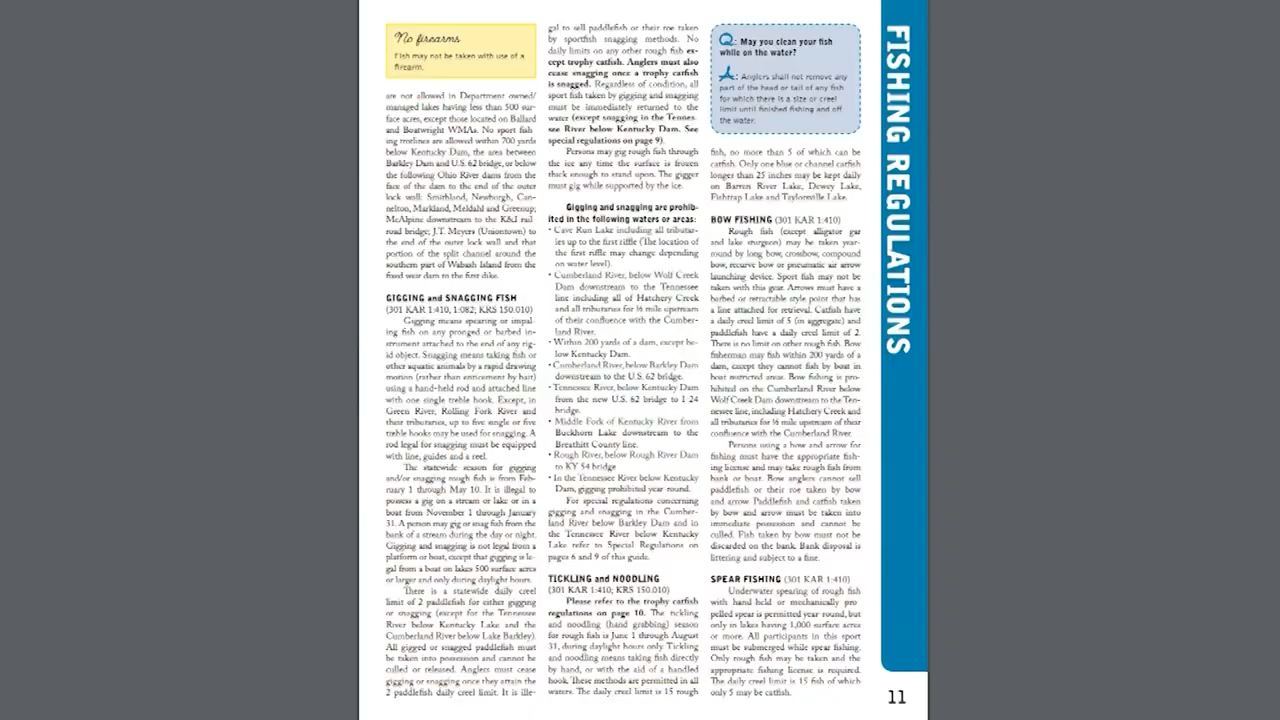 No firearms
Fish may not be taken with use of a
firearm.
are not allowed in Department owned/
managed lakes having less than 500 sur-
face acres, except those located on Ballard
and Boatwright WMAs. No sport fish-
ing trotlines are allowed within 700 yards
below Kentucky Dam, the area between
Barkley Dam and U.S. 62 bridge, or below
the following Ohio River dams from the
face of the dam to the end of the outer
lock wall: Smithland, Newburgh, Can-
nelton, Markland, Meldahl and Greenup;
McAlpine downstream to the K&I rail-
road bridge; J.T. Meyers (Uniontown) to
the end of the outer lock wall and that
portion of the split channel around the
southern part of Wabash Island from the
fixed weir dam to the first dike.
GIGGING and SNAGGING FISH
(301 KAR 1:410, 1:082; KRS 150.010)
Gigging means spearing or impal-
ing fish on any pronged or barbed in-
strument attached to the end of any rig-
id object. Snagging means taking fish or
other aquatic animals by a rapid drawing
motion (rather than enticement by bait)
using a hand-held rod and attached line
with one single treble hook. Except, in
Green River, Rolling Fork River and
their tributaries, up to five single or five
treble hooks may be used for snagging. A
rod legal for snagging must be equipped
with line, guides and a reel.
The statewide season for gigging
and/or snagging rough fish is from Feb-
ruary 1 through May 10. It is illegal to
possess a gig on a stream or lake or in a
boat from November 1 through January
31. A person may gig or snag fish from the
bank of a stream during the day or night.
Gigging and snagging is not legal from a
platform or boat, except that gigging is le-
gal from a boat on lakes 500 surface acres
or larger and only during daylight hours.
There is a statewide daily creel
limit of 2 paddlefish for either gigging
or snagging (except for the Tennessee
River below Kentucky Lake and the
Cumberland River below Lake Barkley).
All gigged or snagged paddlefish must
be taken into possession and cannot be
culled or released. Anglers must cease
gigging or snagging once they attain the
2 paddlefish daily creel limit. It is ille-
gal to sell paddlefish or their roe taken
by sportfish snagging methods. No
daily limits on any other rough fish ex-
cept trophy catfish. Anglers must also
cease snagging once a trophy catfish
is snagged. Regardless of condition, all
sport fish taken by gigging and snagging
must be immediately returned to the
water (except snagging in the Tennes-
see River below Kentucky Dam. See
special regulations on page 9).
Persons may gig rough fish through
the ice any time the surface is frozen
thick enough to stand upon. The gigger
must gig while supported by the ice.
Gigging and snagging are prohib-
ited in the following waters or areas:
• Cave Run Lake including all tributar-
ies up to the first riffle (The location of
the first riffle may change depending
on water level).
• Cumberland River, below Wolf Creek
Dam downstream to the Tennessee
line including all of Hatchery Creek
and all tributaries for ½ mile upstream
of their confluence with the Cumber-
land River.
• Within 200 yards of a dam, except be-
low Kentucky Dam.
• Cumberland River, below Barkley Dam
downstream to the U.S. 62 bridge.
• Tennessee River, below Kentucky Dam
from the new U.S. 62 bridge to I-24
bridge.
• Middle Fork of Kentucky River from
Buckhorn Lake downstream to the
Breathitt County line.
• Rough River, below Rough River Dam
to KY 54 bridge
• In the Tennessee River below Kentucky
Dam, gigging prohibited year round.
For special regulations concerning
gigging and snagging in the Cumber-
land River below Barkley Dam and in
the Tennessee River below Kentucky
Lake refer to Special Regulations on
pages 6 and 9 of this guide.
TICKLING and NOODLING
(301 KAR 1:410; KRS 150.010)
Please refer to the trophy catfish
regulations on page 10. The tickling
and noodling (hand grabbing) season
for rough fish is June 1 through August
31, during daylight hours only. Tickling
and noodling means taking fish directly
by hand, or with the aid of a handled
hook. These methods are permitted in all
waters. The daily creel limit is 15 rough
Q: May you clean your fish
while on the water?
A: Anglers shall not remove any
part of the head or tail of any fish
for which there is a size or creel
limit until finished fishing and off
the water.
fish, no more than 5 of which can be
catfish. Only one blue or channel catfish
longer than 25 inches may be kept daily
on Barren River Lake, Dewey Lake,
Fishtrap Lake and Taylorsville Lake.
BOW FISHING (301 KAR 1:410)
Rough fish (except alligator gar
and lake sturgeon) may be taken year-
round by long bow, crossbow, compound
bow, recurve bow or pneumatic air arrow
launching device. Sport fish may not be
taken with this gear. Arrows must have a
barbed or retractable style point that has
a line attached for retrieval. Catfish have
a daily creel limit of 5 (in aggregate) and
paddlefish have a daily creel limit of 2.
There is no limit on other rough fish. Bow
fisherman may fish within 200 yards of a
dam, except they cannot fish by boat in
boat restricted areas. Bow fishing is pro-
hibited on the Cumberland River below
Wolf Creek Dam downstream to the Ten-
nessee line, including Hatchery Creek and
all tributaries for ½ mile upstream of their
confluence with the Cumberland River.
Persons using a bow and arrow for
fishing must have the appropriate fish-
ing license and may take rough fish from
bank or boat. Bow anglers cannot sell
paddlefish or their roe taken by bow
and arrow. Paddlefish and catfish taken
by bow and arrow must be taken into
immediate possession and cannot be
culled. Fish taken by bow must not be
discarded on the bank. Bank disposal is
littering and subject to a fine.
SPEAR FISHING (301 KAR 1:410)
Underwater spearing of rough fish
with hand held or mechanically pro-
pelled spear is permitted year round, but
only in lakes having 1,000 surface acres
or more. All participants in this sport
must be submerged while spear fishing.
Only rough fish may be taken and the
appropriate fishing license is required.
The daily creel limit is 15 fish of which
only 5 may be catfish.
FISHING REGULATIONS
11